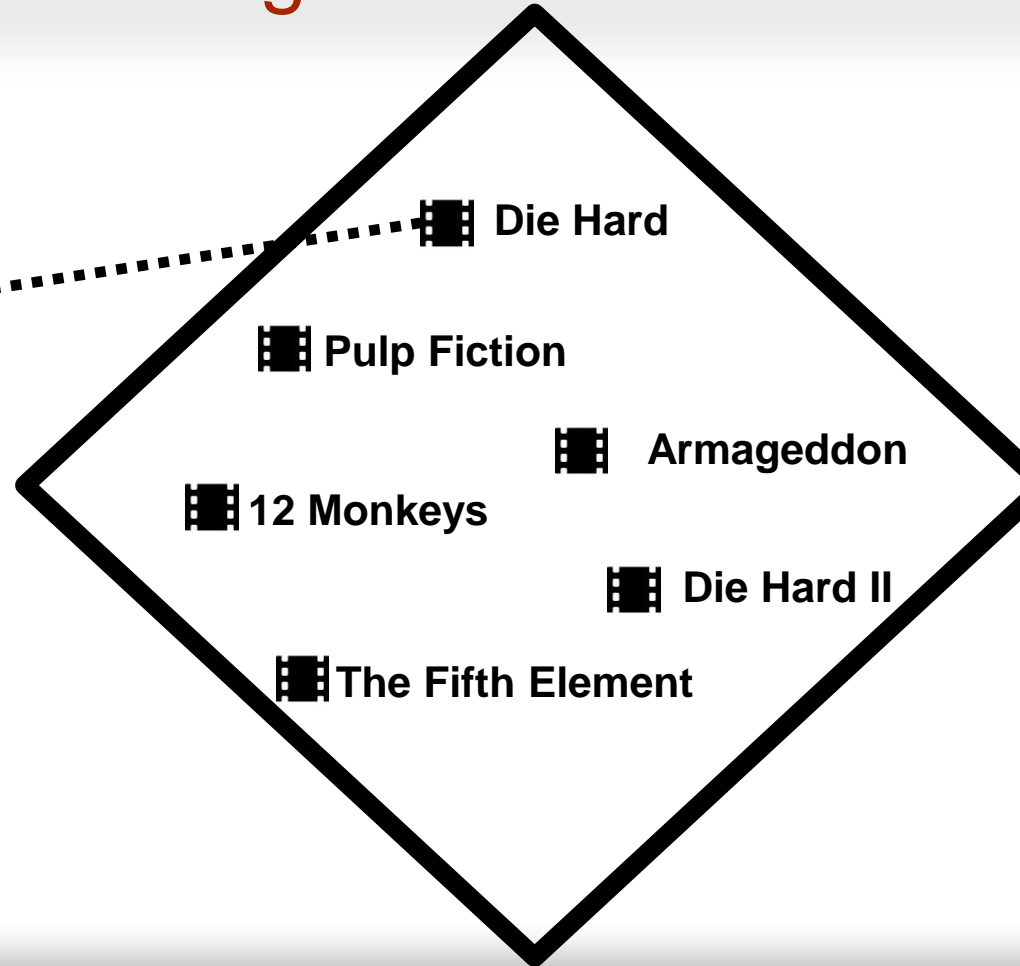 Die Hard
Pulp Fiction
Armageddon
12 Monkeys
Die Hard II
The Fifth Element